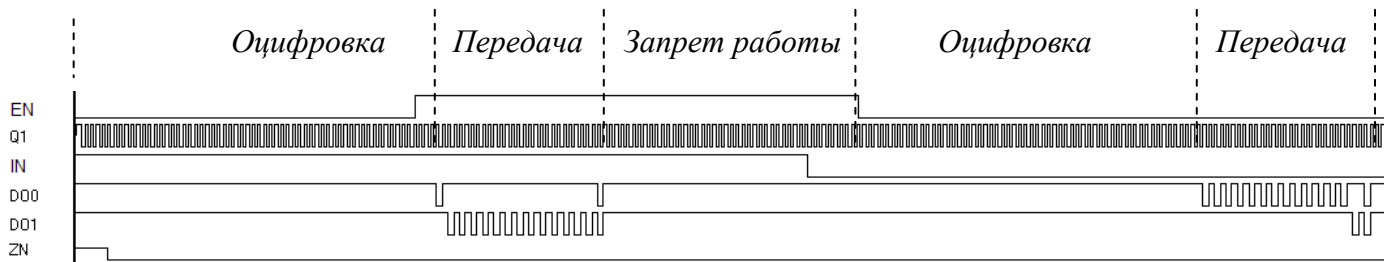 Оцифровка Передача Запрет работы Оцифровка Передача
EN
Q1
IN
DO0
DO1
ZN